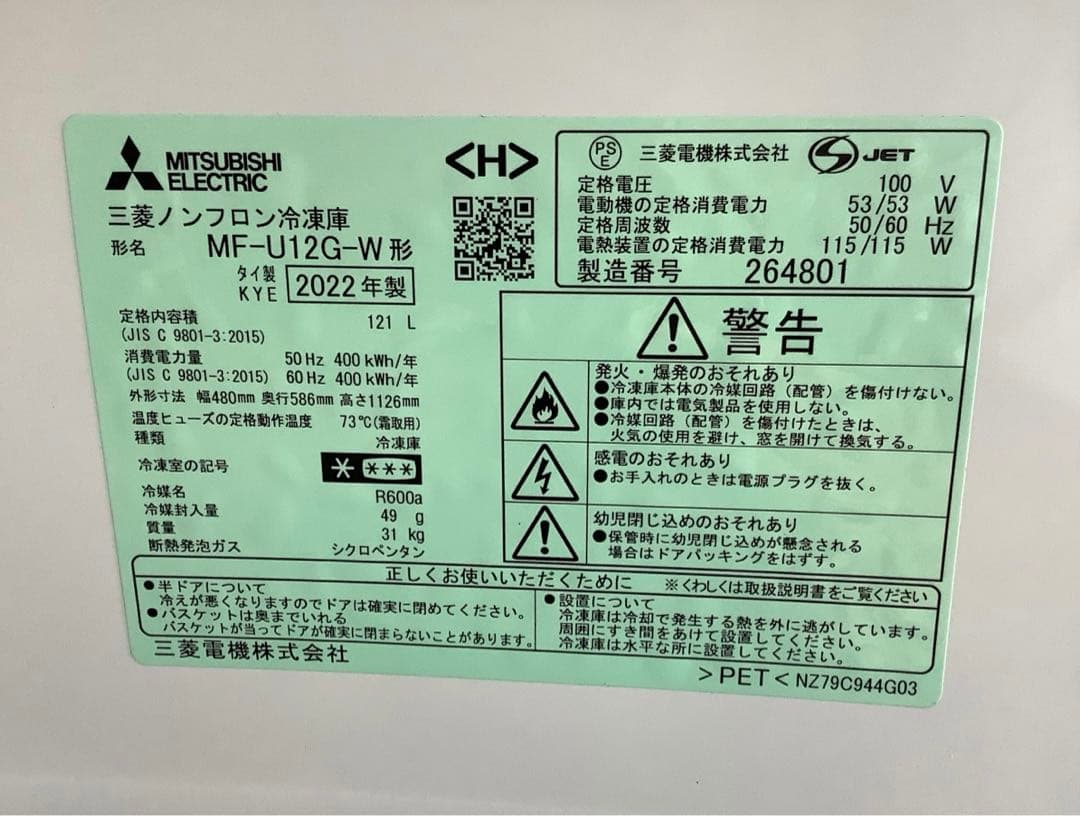 MITSUBISHI
ELECTRIC
三菱ノンフロン冷凍庫
形名 MF-U12G-W形
タイ製
KYE 2022年製
<H>
定格内容積 121 L
(JIS C 9801-3:2015)
消費電力量 50Hz 400kWh/年
(JIS C 9801-3:2015) 60Hz 400kWh/年
外形寸法 幅480mm 奥行586mm 高さ1126mm
温度ヒューズの定格動作温度 73℃(霜取用)
種類 冷凍庫
冷凍室の記号 * ***
冷媒名 R600a
冷媒封入量 49 g
質量 31 kg
断熱発泡ガス シクロペンタン
PS
E 三菱電機株式会社 JET
定格電圧 100 V
電動機の定格消費電力 53/53 W
定格周波数 50/60 Hz
電熱装置の定格消費電力 115/115 W
製造番号 264801
警告
発火・爆発のおそれあり
●冷凍庫本体の冷媒回路（配管）を傷付けない。
●庫内では電気製品を使用しない。
●冷媒回路（配管）を傷付けたときは、
火気の使用を避け、窓を開けて換気する。
感電のおそれあり
●お手入れのときは電源プラグを抜く。
幼児閉じ込めのおそれあり
●保管時に幼児閉じ込めが懸念される
場合はドアパッキングをはずす。
正しくお使いいただくために ※くわしくは取扱説明書をご覧ください
●半ドアについて
冷えが悪くなりますのでドアは確実に閉めてください。
●バスケットは奥までいれる
バスケットが当ってドアが確実に閉まらないことがあります。
●設置について
冷凍庫は冷却で発生する熱を外に逃がしています。
周囲にすき間をあけて設置してください。
冷凍庫は水平な所に設置してください。
三菱電機株式会社
>PET< NZ79C944G03